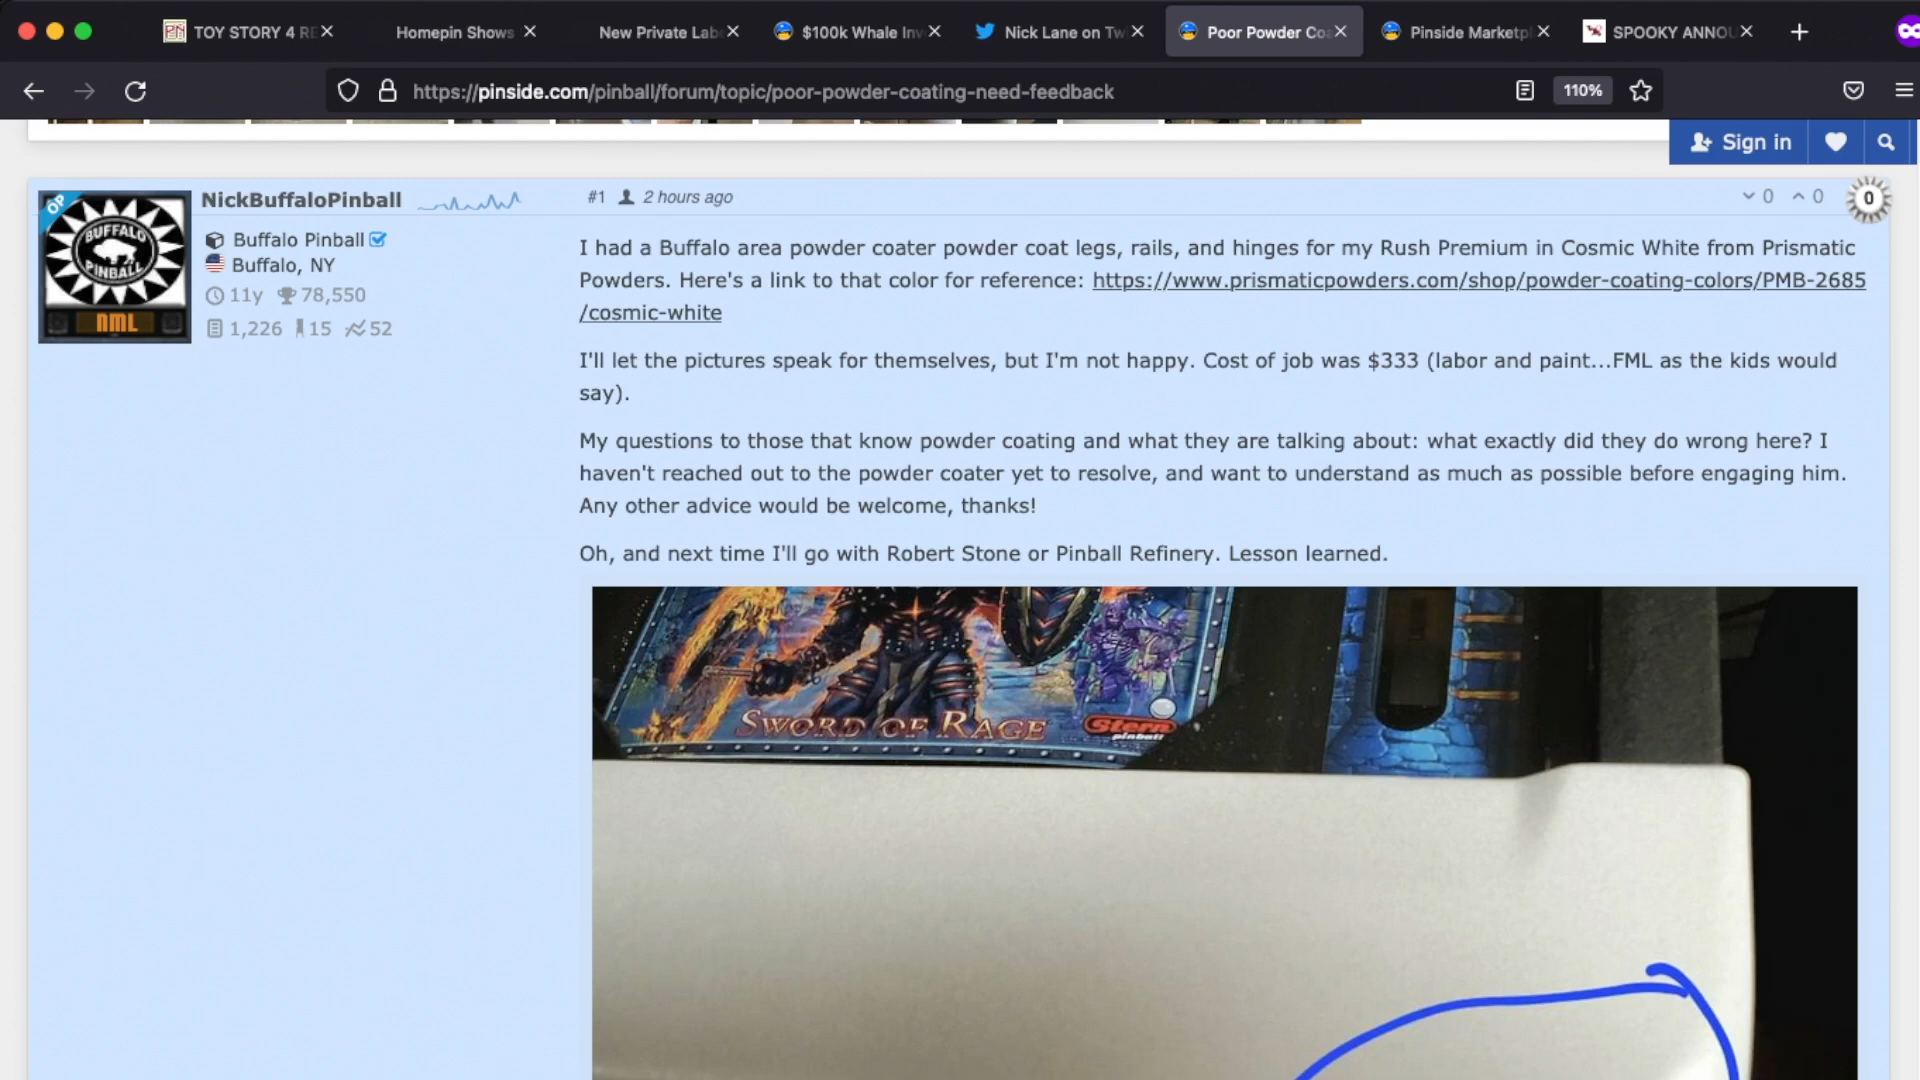 TOY STORY 4 RE
Homepin Shows
New Private Lab
$100k Whale Inv
Nick Lane on Tw
Poor Powder Co
Pinside Marketpl
SPOOKY ANNOU
https://pinside.com/pinball/forum/topic/poor-powder-coating-need-feedback
110%
Sign in
OP
BUFFALO
PINBALL
NML
NickBuffaloPinball
Buffalo Pinball
Buffalo, NY
11y 78,550
1,226 15 52
#1 2 hours ago
0 0 0
I had a Buffalo area powder coater powder coat legs, rails, and hinges for my Rush Premium in Cosmic White from Prismatic
Powders. Here's a link to that color for reference: https://www.prismaticpowders.com/shop/powder-coating-colors/PMB-2685
/cosmic-white
I'll let the pictures speak for themselves, but I'm not happy. Cost of job was $333 (labor and paint...FML as the kids would
say).
My questions to those that know powder coating and what they are talking about: what exactly did they do wrong here? I
haven't reached out to the powder coater yet to resolve, and want to understand as much as possible before engaging him.
Any other advice would be welcome, thanks!
Oh, and next time I'll go with Robert Stone or Pinball Refinery. Lesson learned.
SWORD OF RAGE
Stern
pinball